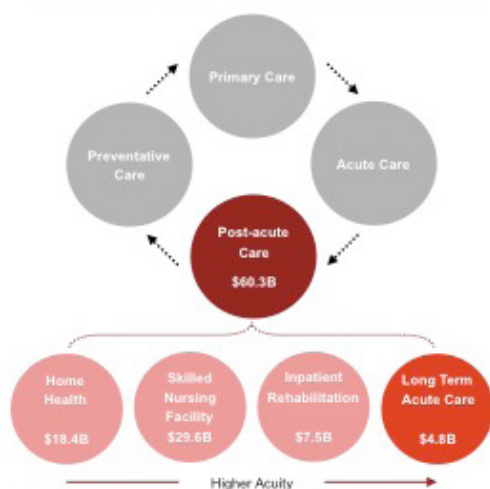 Primary Care
Preventative
Care
Acute Care
Post-acute
Care
$60.3B
Home
Health
$18.4B
Skilled
Nursing
Facility
$29.6B
Inpatient
Rehabilitation
$7.5B
Long Term
Acute Care
$4.8B
Higher Acuity